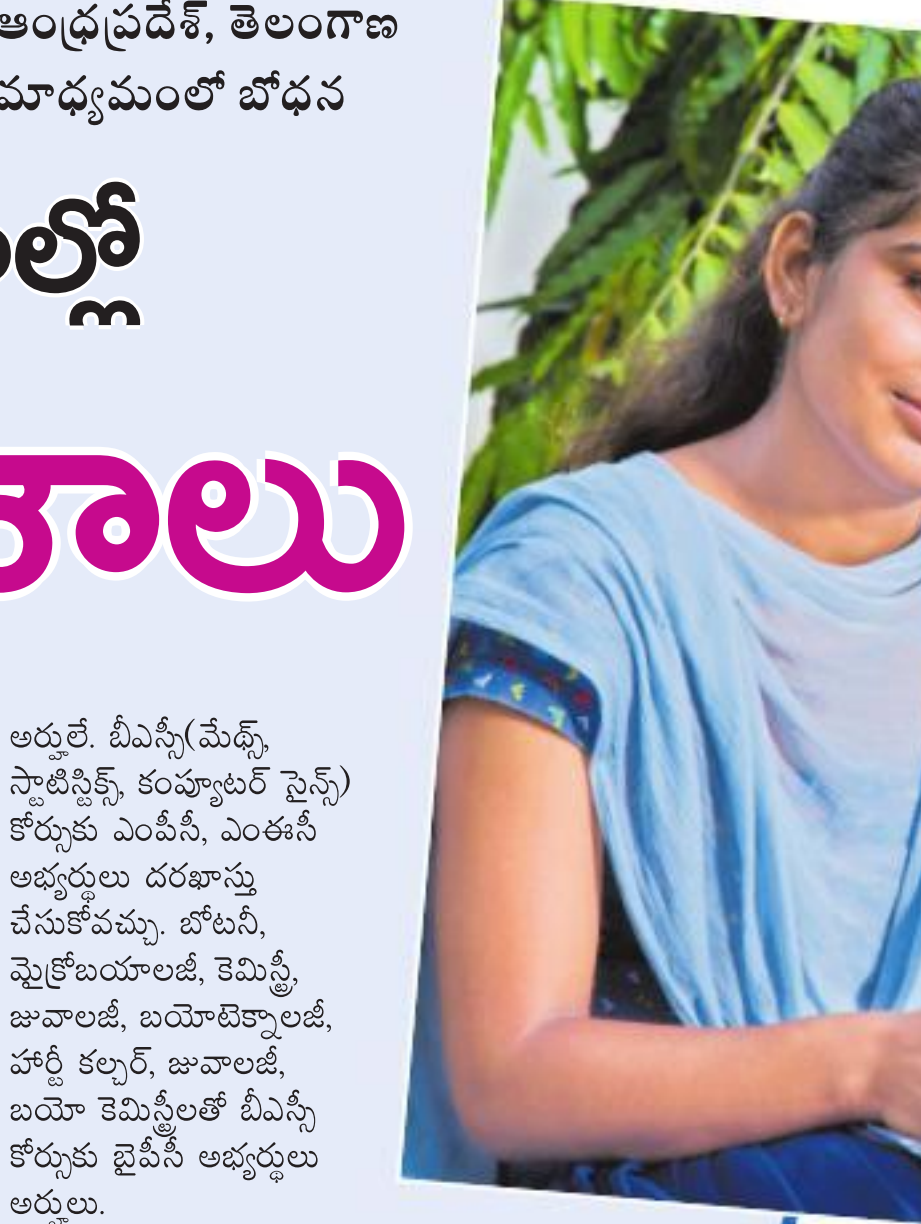 ఆంధ్రప్రదేశ్, తెలంగాణ
మాధ్యమంలో బోధన
అర్హులే. బీఎస్సీ(మేథ్స్,
స్టాటిస్టిక్స్, కంప్యూటర్ సైన్స్)
కోర్సుకు ఎంపీసీ, ఎంఈసీ
అభ్యర్థులు దరఖాస్తు
చేసుకోవచ్చు. బోటనీ,
మైక్రోబయాలజీ, కెమిస్ట్రీ,
జువాలజీ, బయోటెక్నాలజీ,
హార్టీ కల్చర్, జువాలజీ,
బయో కెమిస్ట్రీలతో బీఎస్సీ
కోర్సుకు బైపీసీ అభ్యర్థులు
అర్హులు.